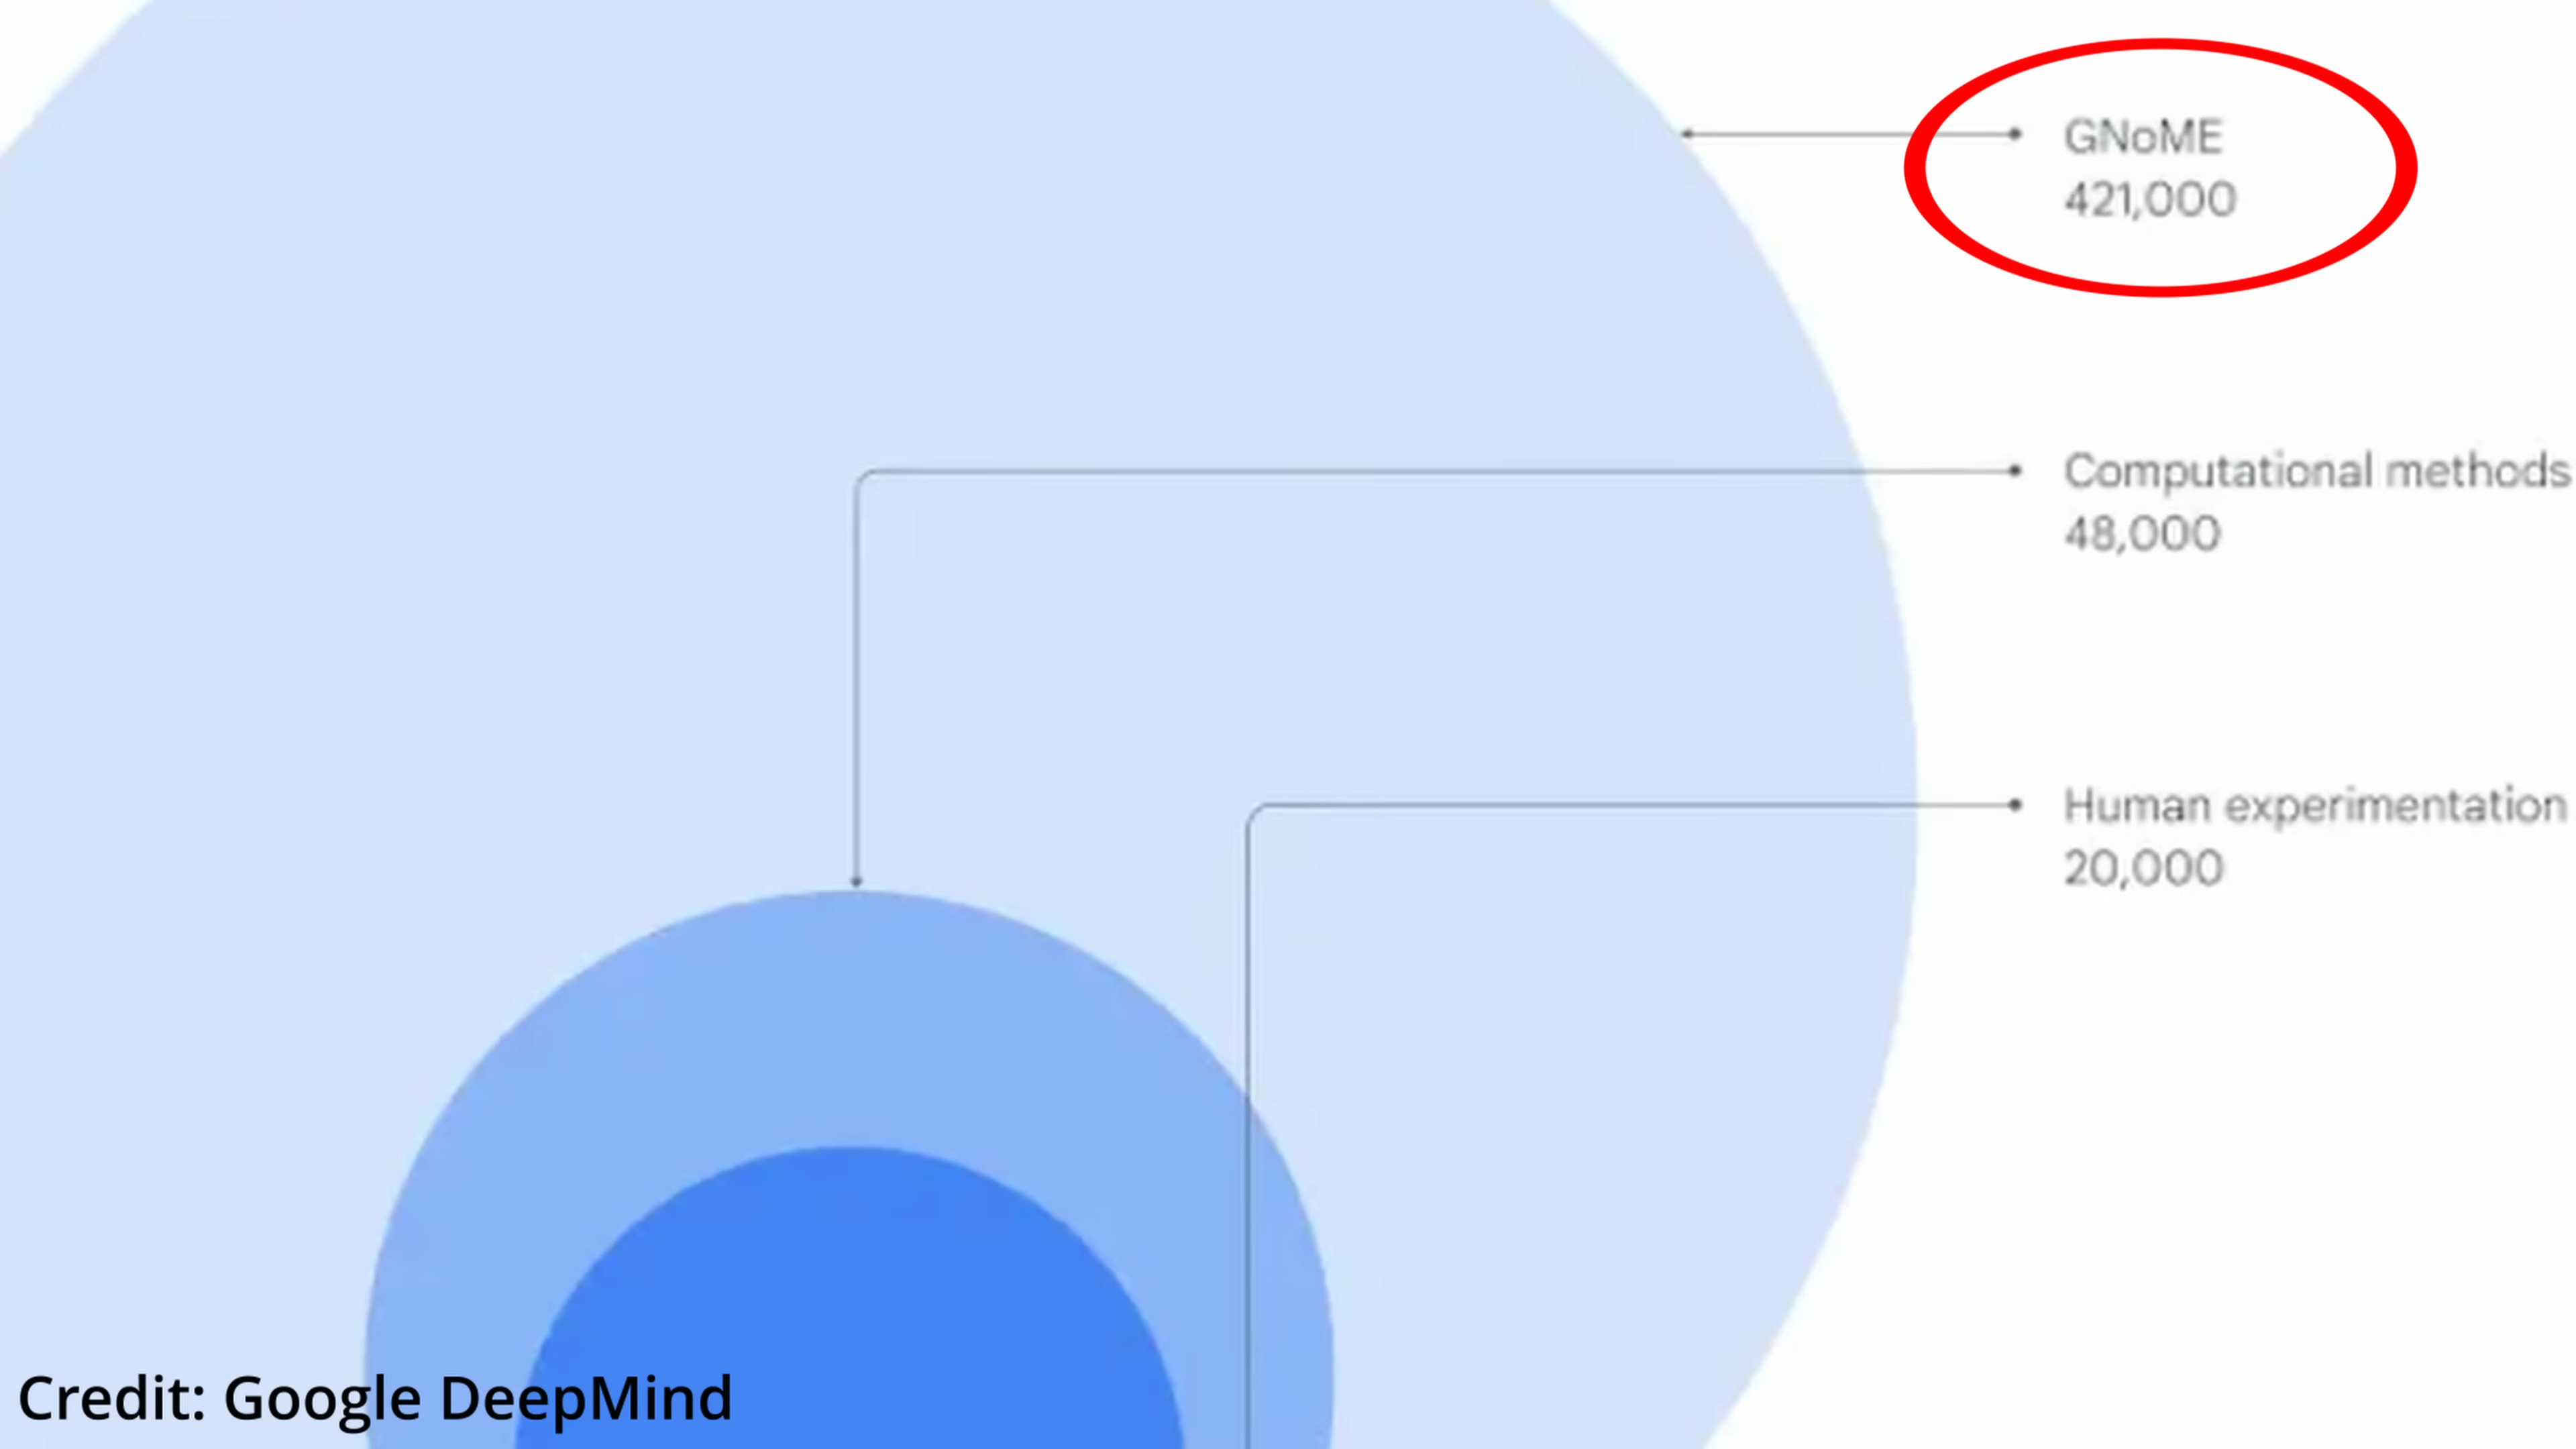 GNoME
421,000
Computational methods
48,000
Human experimentation
20,000
Credit: Google DeepMind